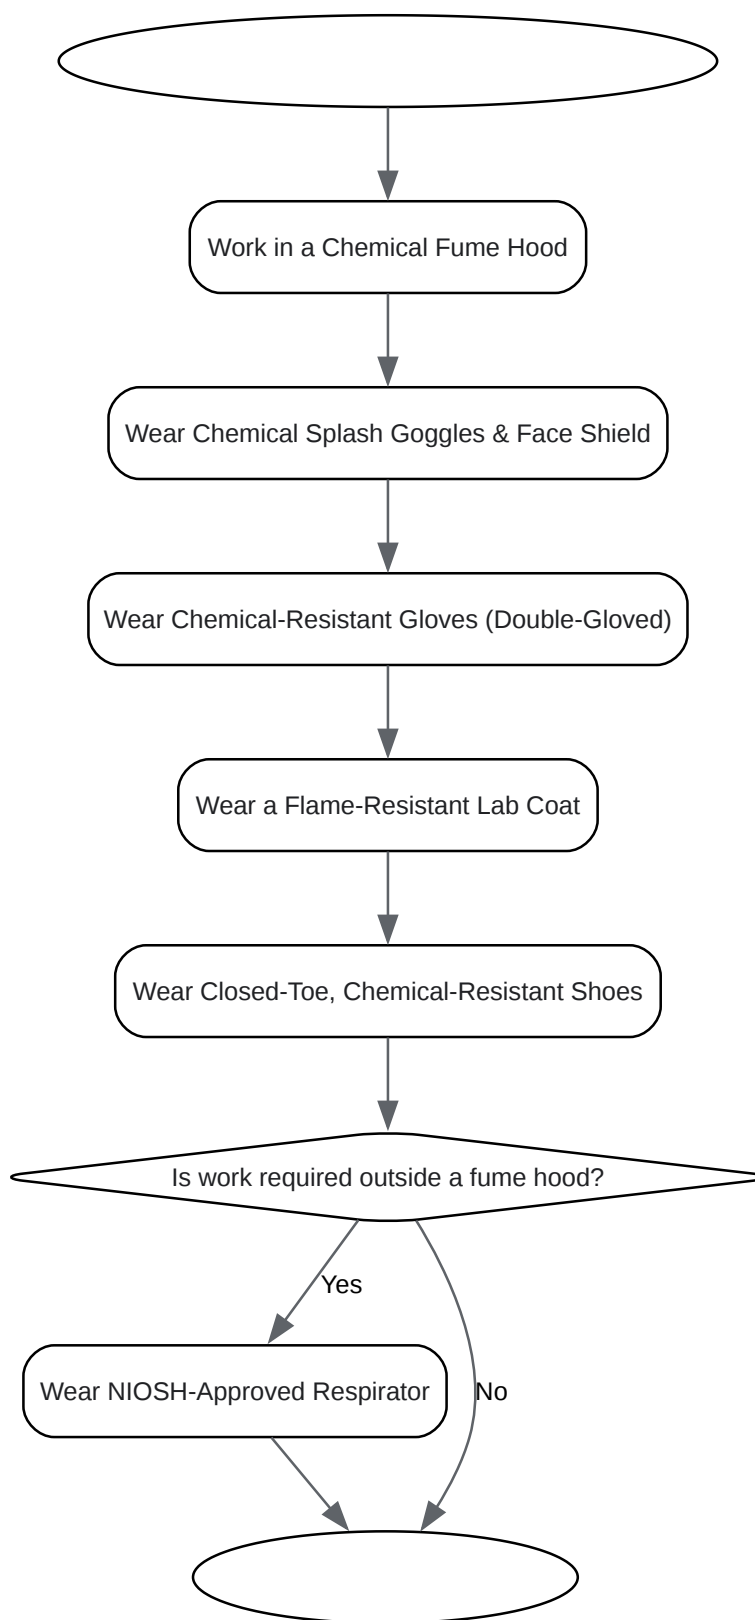 Work in a Chemical Fume Hood
Wear Chemical Splash Goggles & Face Shield
Wear Chemical-Resistant Gloves (Double-Gloved)
Wear a Flame-Resistant Lab Coat
Wear Closed-Toe, Chemical-Resistant Shoes
Is work required outside a fume hood?
Yes
Wear NIOSH-Approved Respirator
No